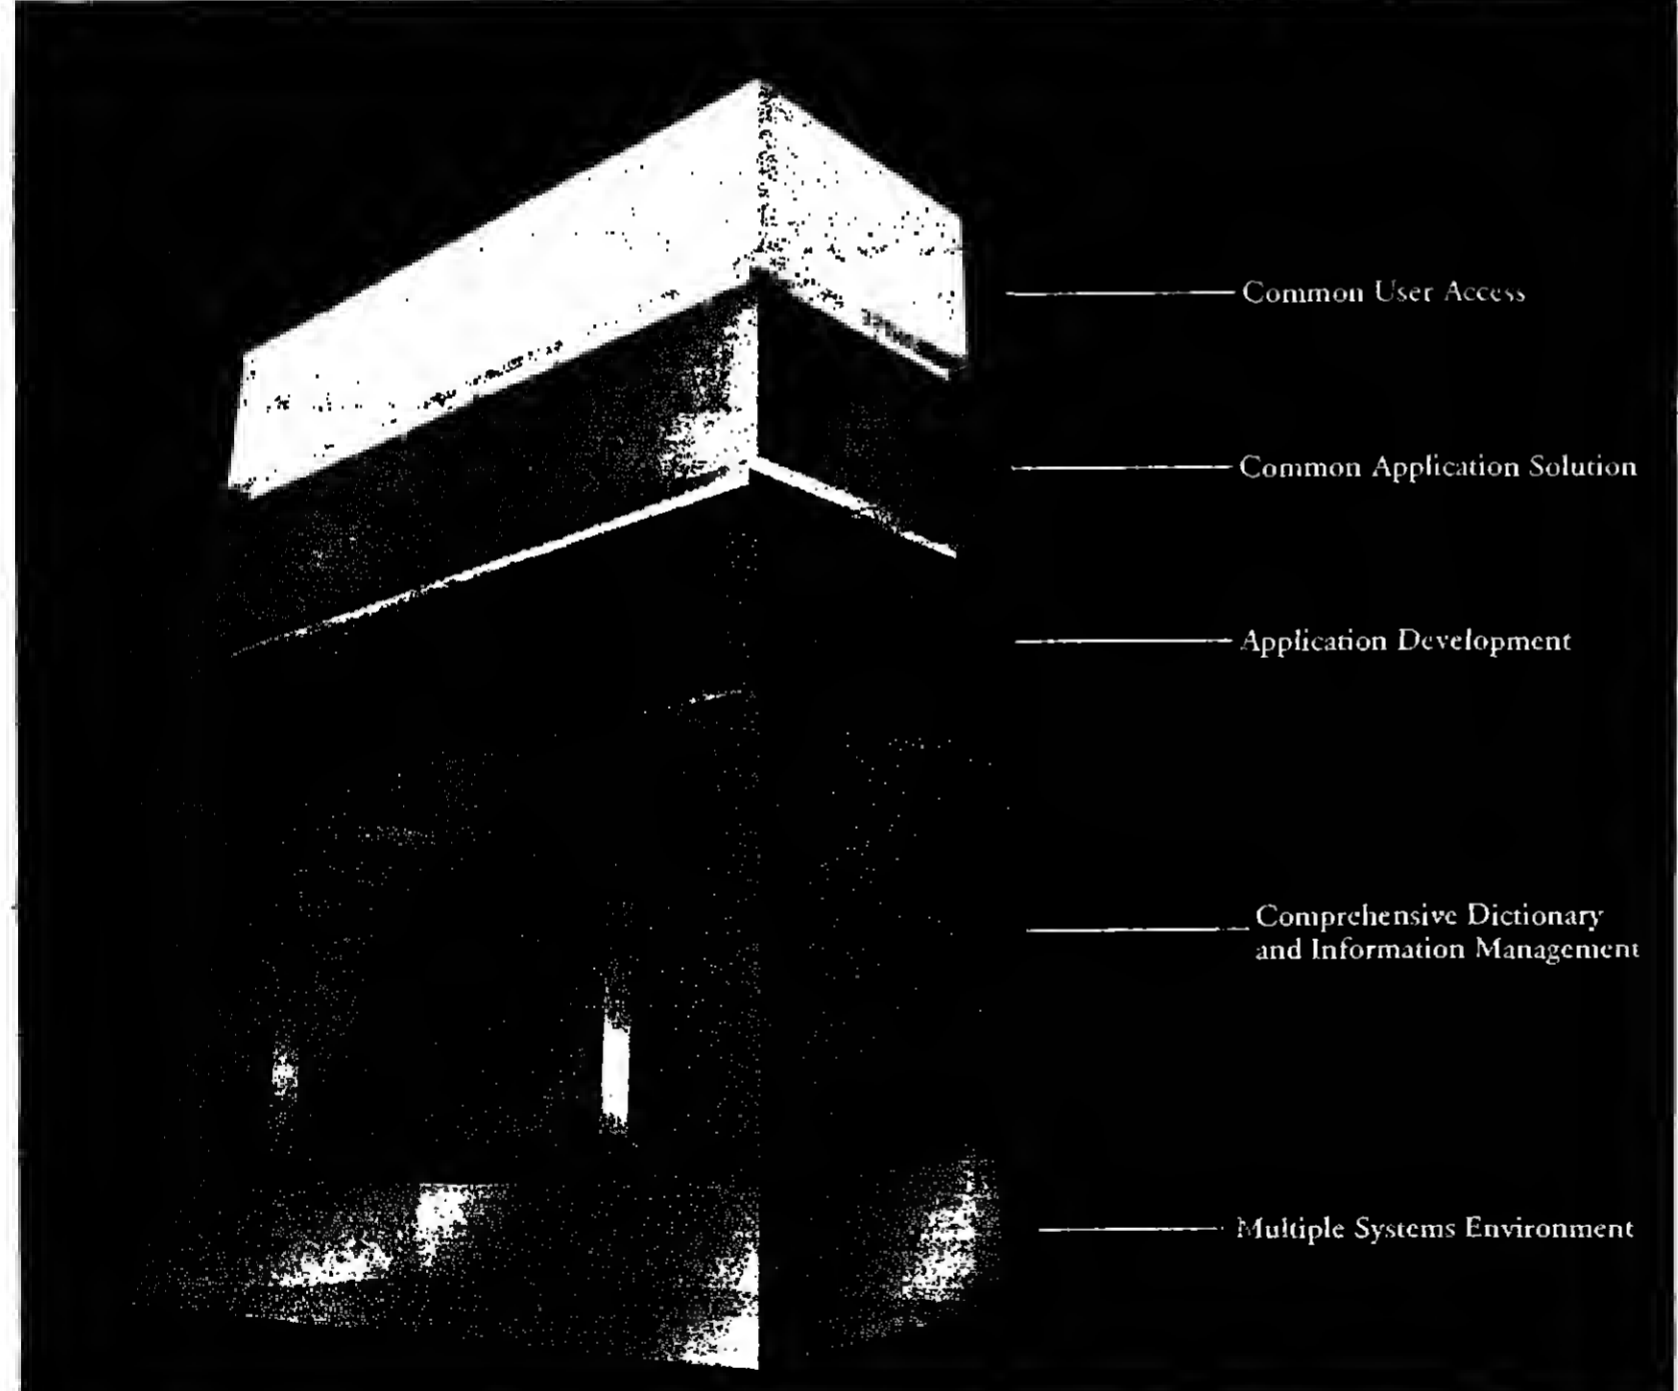 Common User Access
Common Application Solution
Application Development
Comprehensive Dictionary
and Information Management
Multiple Systems Environment